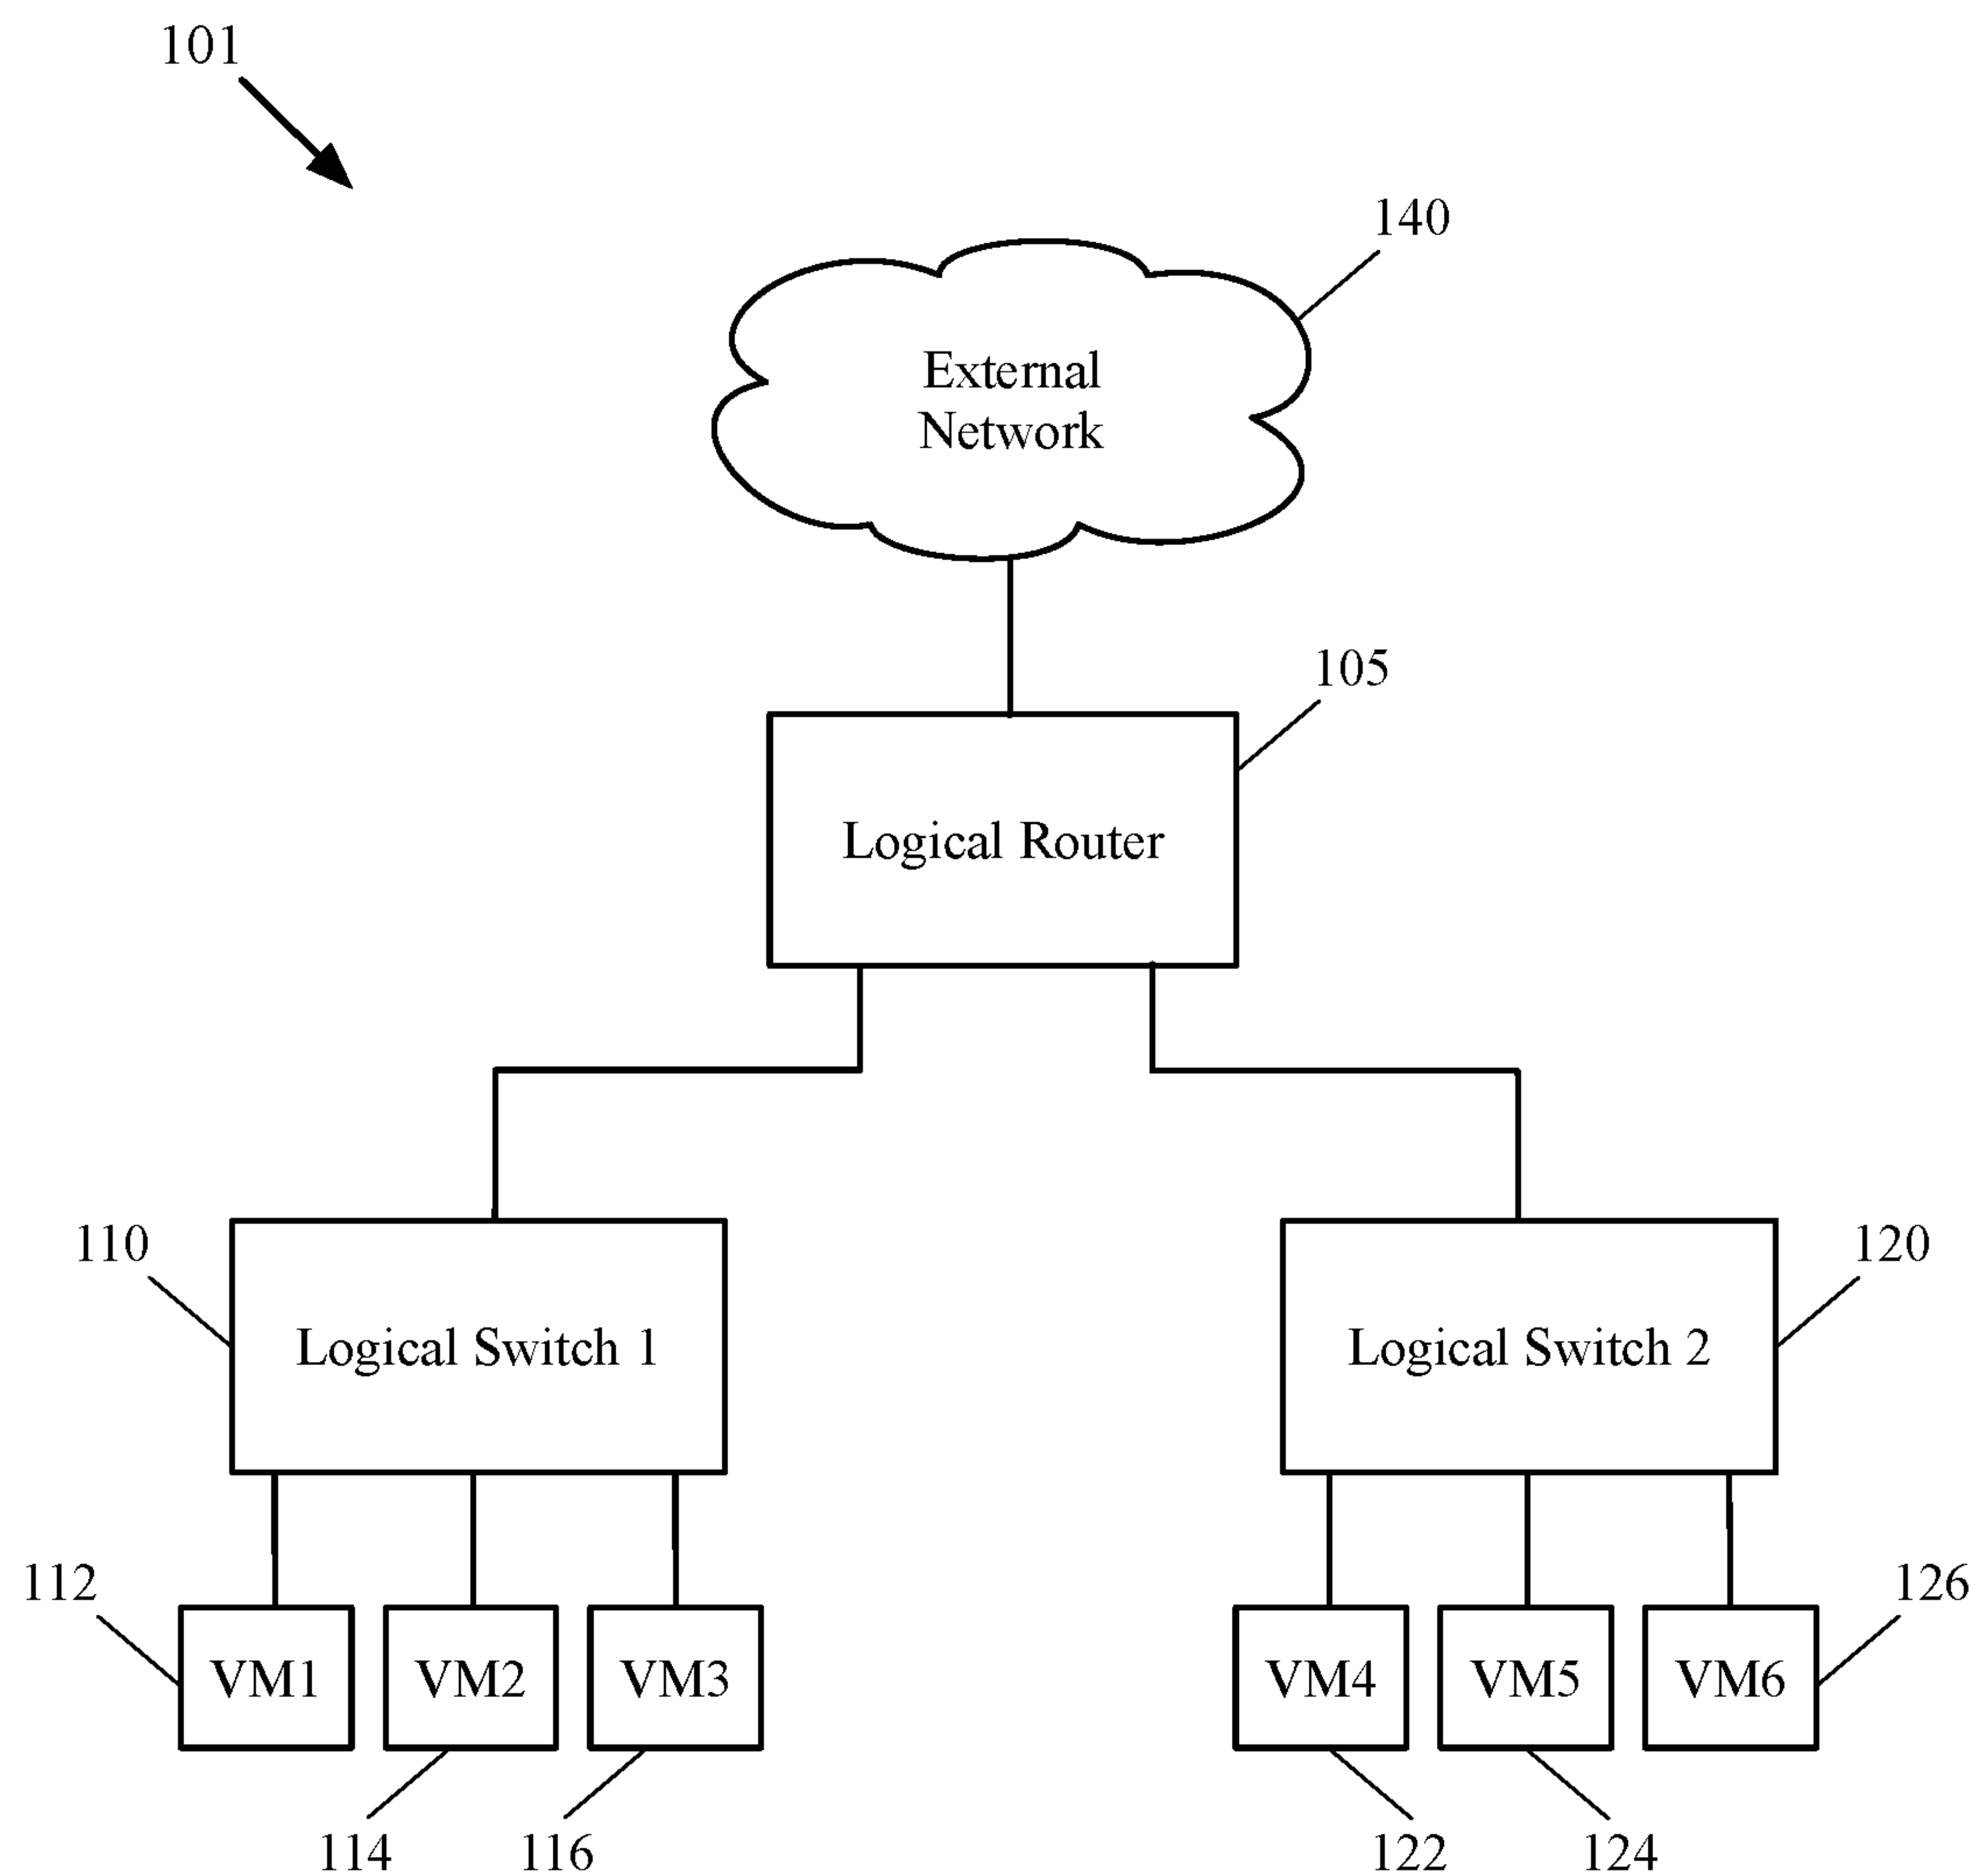 101
140
External
Network
105
Logical Router
110
120
Logical Switch 1
Logical Switch 2
112
126
VM1
VM2
VM3
VM4
VM5
VM6
114
116
122
124